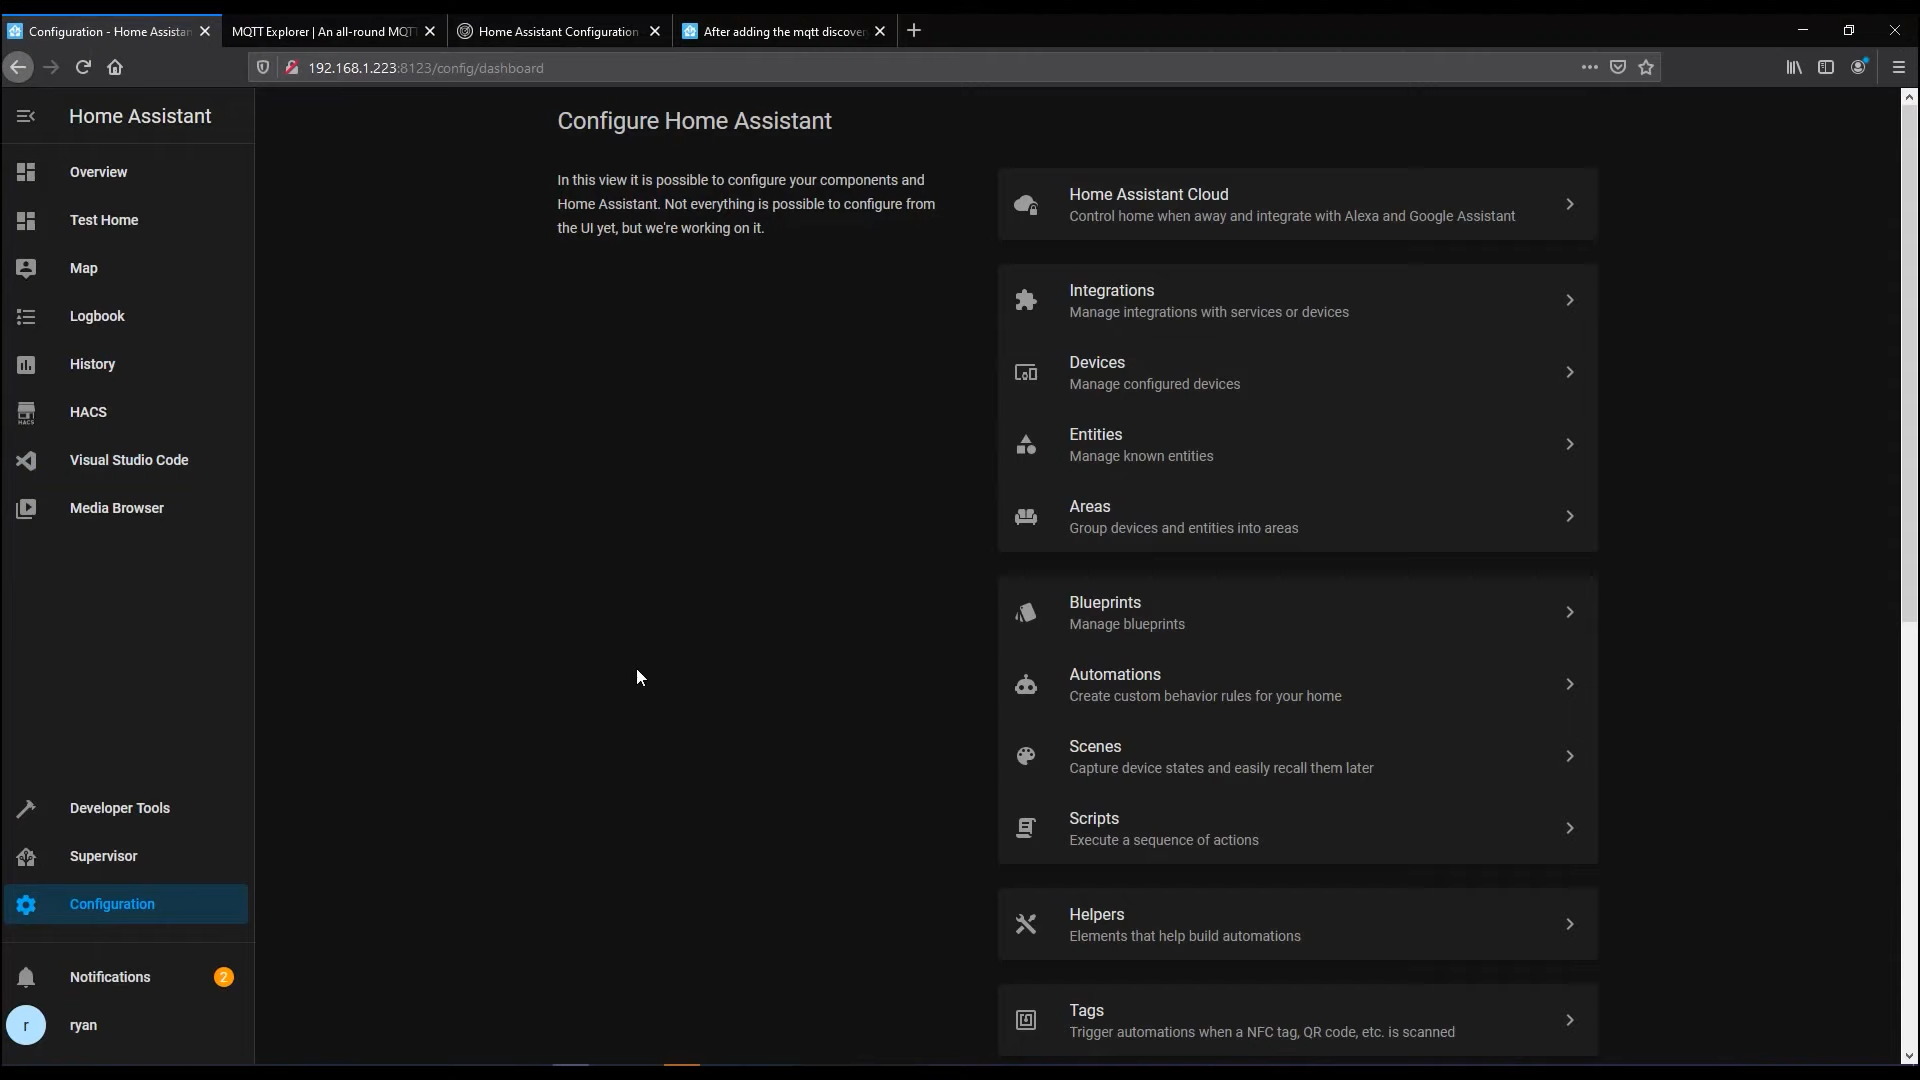 Configuration - Home Assistan
MQTT Explorer | An all-round MQT
Home Assistant Configuration
After adding the mqtt discover
192.168.1.223:8123/config/dashboard
Home Assistant
Overview
Test Home
Map
Logbook
History
HACS
HACS
Visual Studio Code
Media Browser
Developer Tools
Supervisor
Configuration
Notifications
2
r
ryan
Configure Home Assistant
In this view it is possible to configure your components and
Home Assistant. Not everything is possible to configure from
the UI yet, but we're working on it.
Home Assistant Cloud
Control home when away and integrate with Alexa and Google Assistant
Integrations
Manage integrations with services or devices
Devices
Manage configured devices
Entities
Manage known entities
Areas
Group devices and entities into areas
Blueprints
Manage blueprints
Automations
Create custom behavior rules for your home
Scenes
Capture device states and easily recall them later
Scripts
Execute a sequence of actions
Helpers
Elements that help build automations
Tags
Trigger automations when a NFC tag, QR code, etc. is scanned